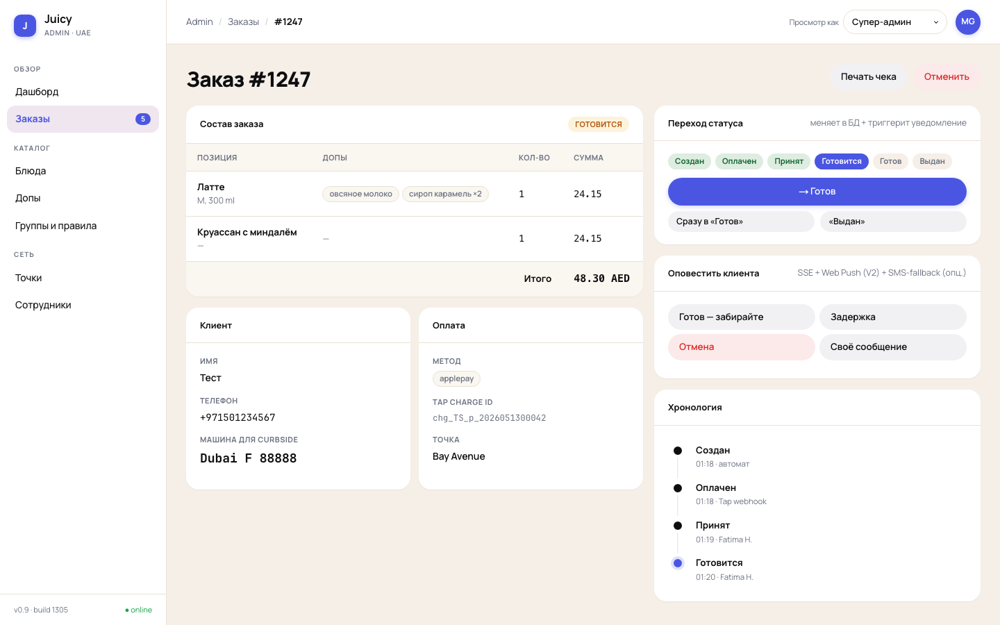 J
Juicy
ADMIN · UAE
ОБЗОР
Дашборд
Заказы 5
КАТАЛОГ
Блюда
Допы
Группы и правила
СЕТЬ
Точки
Сотрудники
v0.9 · build 1305 ● online
Admin / Заказы / #1247
Просмотр как Супер-админ MG
Заказ #1247
Печать чека Отменить
Состав заказа ГОТОВИТСЯ
ПОЗИЦИЯ ДОПЫ КОЛ-ВО СУММА
Латте
M, 300 ml
овсяное молоко сироп карамель ×2 1 24.15
Круассан с миндалём
—
— 1 24.15
Итого 48.30 AED
Клиент
ИМЯ
Тест
ТЕЛЕФОН
+971501234567
МАШИНА ДЛЯ CURBSIDE
Dubai F 88888
Оплата
МЕТОД
applepay
TAP CHARGE ID
chg_TS_p_2026051300042
ТОЧКА
Bay Avenue
Переход статуса меняет в БД + триггерит уведомление
Создан Оплачен Принят Готовится Готов Выдан
→ Готов
Сразу в «Готов» «Выдан»
Оповестить клиента SSE + Web Push (V2) + SMS-fallback (опц.)
Готов — забирайте Задержка
Отмена Своё сообщение
Хронология
Создан
01:18 · автомат
Оплачен
01:18 · Tap webhook
Принят
01:19 · Fatima H.
Готовится
01:20 · Fatima H.